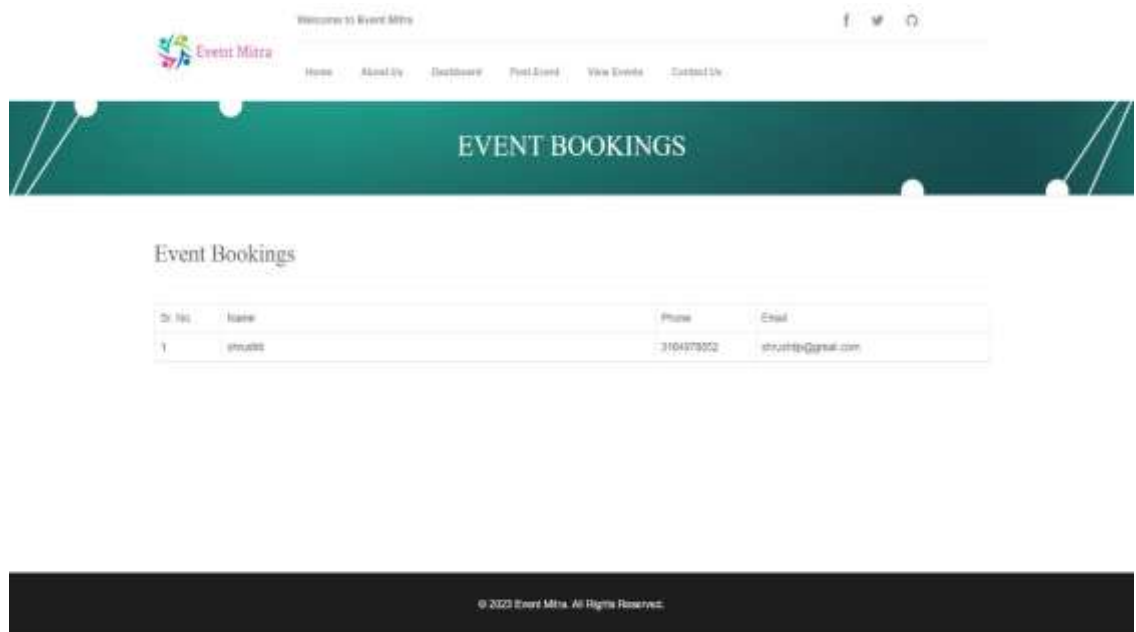 Welcome to Event Mitra
Event Mitra
Home About Us Dashboard Post Event View Events Contact Us
EVENT BOOKINGS
Event Bookings
Sr. No. Name Phone Email
1
© 2023 Event Mitra. All Rights Reserved.